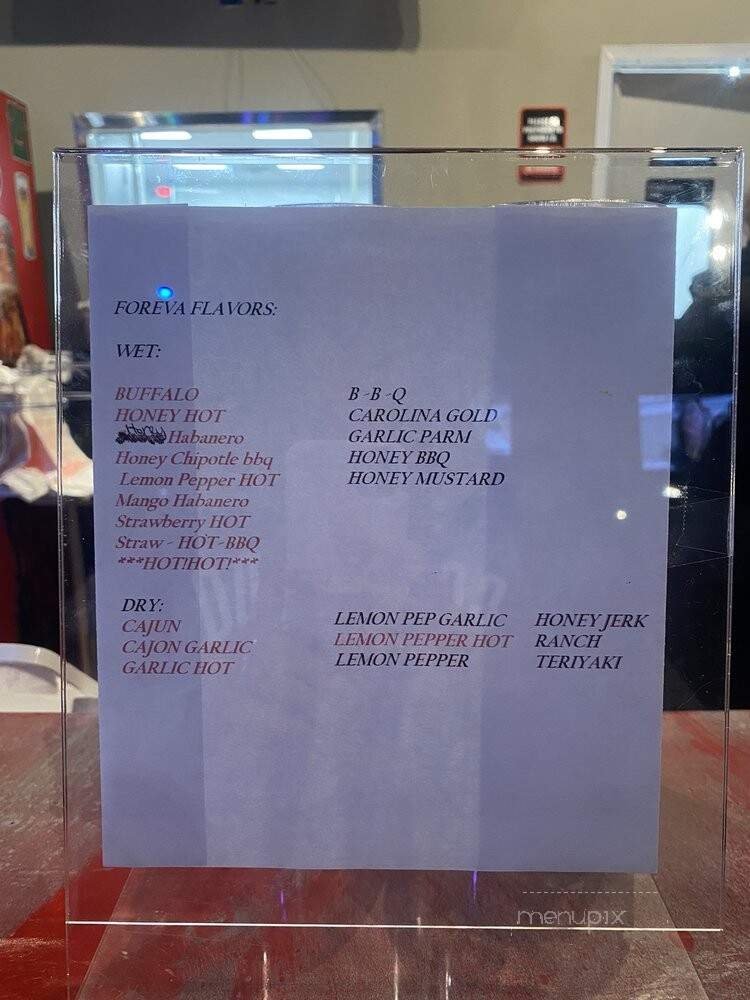 FOREVA FLAVORS:
WET:
BUFFALO
HONEY HOT
Habanero
Honey Chipotle bbq
Lemon Pepper HOT
Mango Habanero
Strawberry HOT
Straw - HOT-BBQ
***HOT!HOT!***
B -B -Q
CAROLINA GOLD
GARLIC PARM
HONEY BBQ
HONEY MUSTARD
DRY:
CAJUN
CAJON GARLIC
GARLIC HOT
LEMON PEP GARLIC
LEMON PEPPER HOT
LEMON PEPPER
HONEY JERK
RANCH
TERIYAKI
menupix